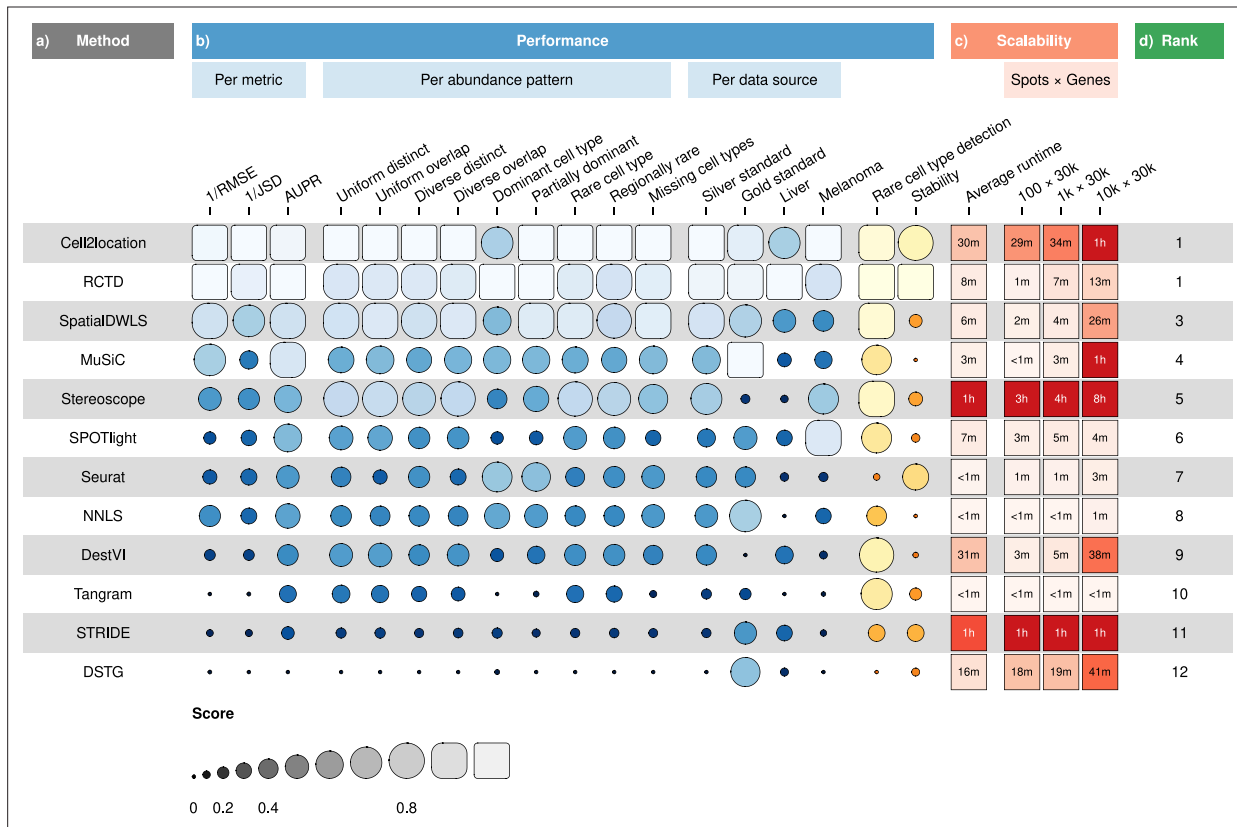 a) Method b) Performance c) Scalability d) Rank
Per metric Per abundance pattern Per data source Spots × Genes
1/RMSE 1/JSD AUPR Uniform distinct Uniform overlap Diverse distinct Diverse overlap Dominant cell type Partially dominant Rare cell type Regionally rare Missing cell types Silver standard Gold standard Liver Melanoma Rare cell type detection Stability Average runtime 100 × 30k 1k × 30k 10k × 30k
Cell2location 30m 29m 34m 1h 1
RCTD 8m 1m 7m 13m 1
SpatialDWLS 6m 2m 4m 26m 3
MuSiC 3m <1m 3m 1h 4
Stereoscope 1h 3h 4h 8h 5
SPOTlight 7m 3m 5m 4m 6
Seurat <1m 1m 1m 3m 7
NNLS <1m <1m <1m 1m 8
DestVI 31m 3m 5m 38m 9
Tangram <1m <1m <1m <1m 10
STRIDE 1h 1h 1h 1h 11
DSTG 16m 18m 19m 41m 12
Score
0 0.2 0.4 0.8